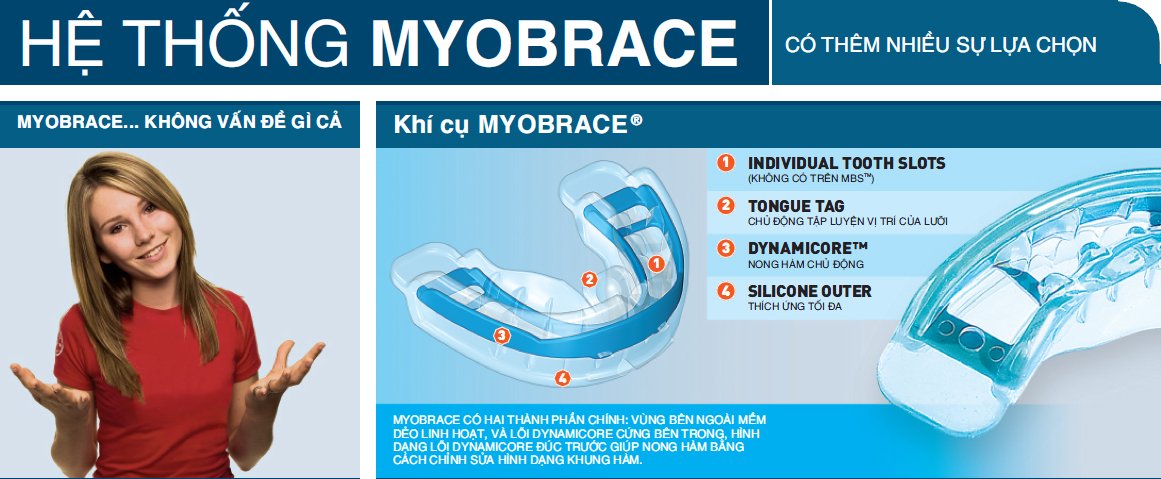 HỆ THỐNG MYOBRACE
CÓ THÊM NHIỀU SỰ LỰA CHỌN
MYOBRACE... KHÔNG VẤN ĐỀ GÌ CẢ
Khí cụ MYOBRACE®
1 INDIVIDUAL TOOTH SLOTS
(KHÔNG CÓ TRÊN MBS™)
2 TONGUE TAG
CHỦ ĐỘNG TẬP LUYỆN VỊ TRÍ CỦA LƯỠI
3 DYNAMICORE™
NONG HÀM CHỦ ĐỘNG
4 SILICONE OUTER
THÍCH ỨNG TỐI ĐA
1
2
3
4
MYOBRACE CÓ HAI THÀNH PHẦN CHÍNH: VÙNG BÊN NGOÀI MỀM
DẺO LINH HOẠT, VÀ LÕI DYNAMICORE CỨNG BÊN TRONG, HÌNH
DẠNG LÕI DYNAMICORE ĐÚC TRƯỚC GIÚP NONG HÀM BẰNG
CÁCH CHỈNH SỬA HÌNH DẠNG KHUNG HÀM.